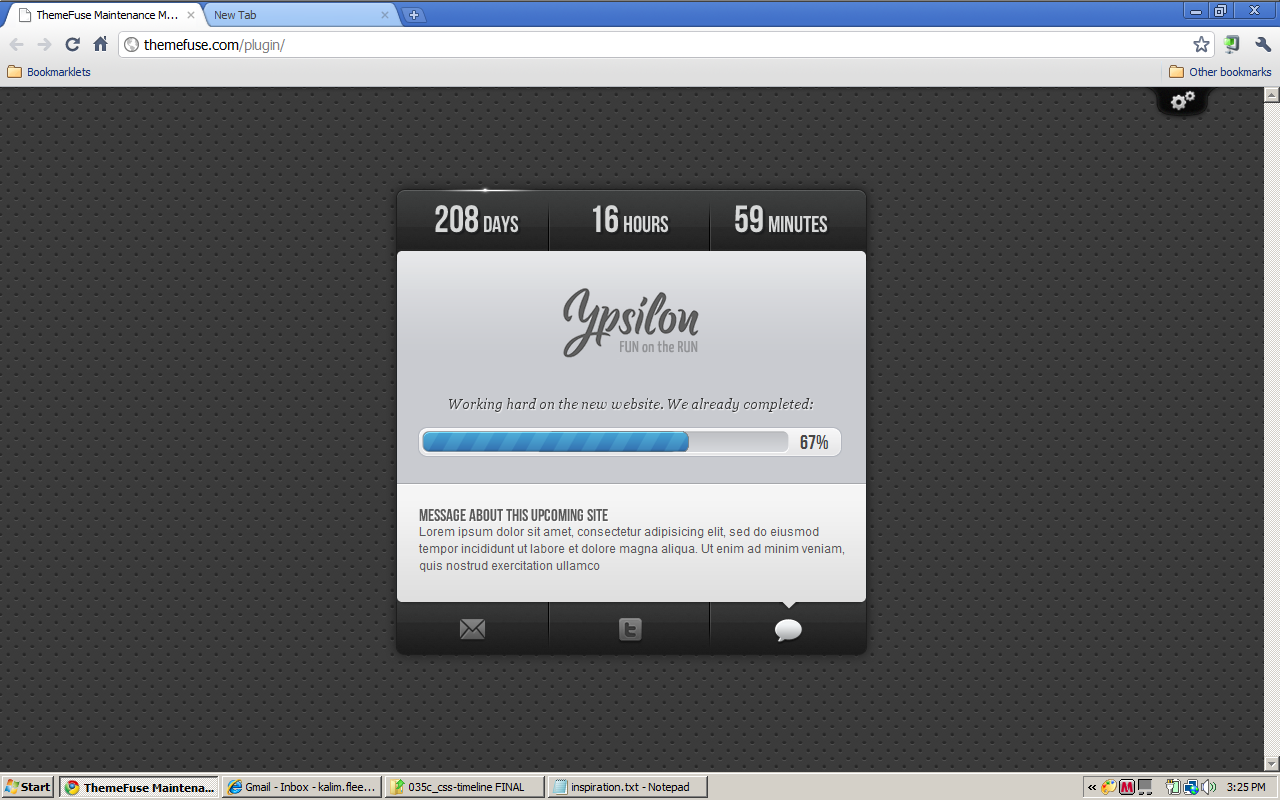 ThemeFuse Maintenance M...
New Tab
themefuse.com/plugin/
Bookmarklets
Other bookmarks
208 DAYS
16 HOURS
59 MINUTES
Ypsilon
FUN on the RUN
Working hard on the new website. We already completed:
67%
MESSAGE ABOUT THIS UPCOMING SITE
Lorem ipsum dolor sit amet, consectetur adipisicing elit, sed do eiusmod
tempor incididunt ut labore et dolore magna aliqua. Ut enim ad minim veniam,
quis nostrud exercitation ullamco
Start
ThemeFuse Maintena...
Gmail - Inbox - kalim.flee...
035c_css-timeline FINAL
inspiration.txt - Notepad
3:25 PM